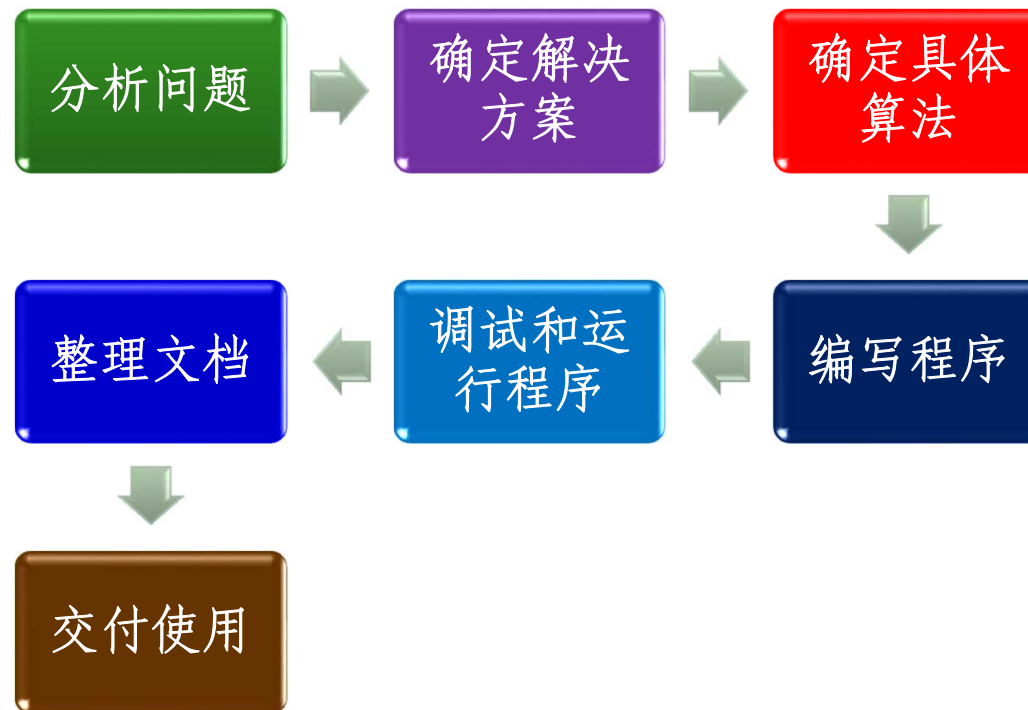 分析问题
确定解决
方案
确定具体
算法
编写程序
调试和运
行程序
整理文档
交付使用